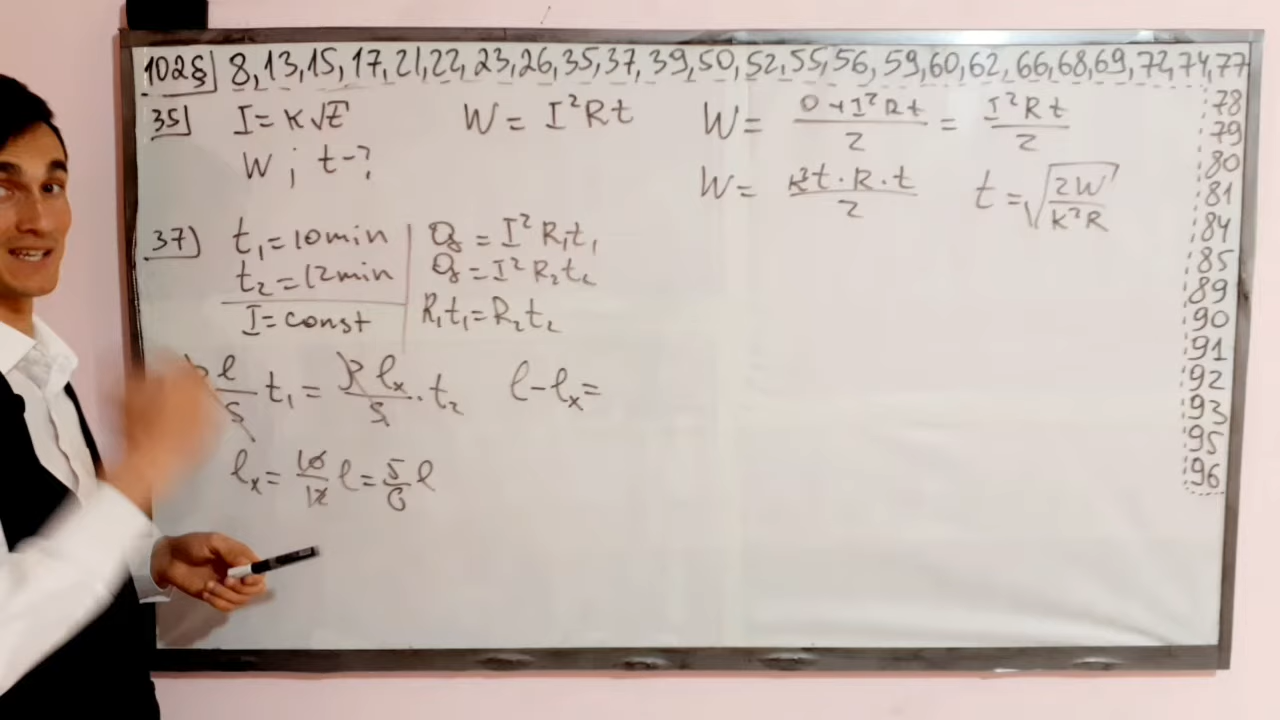 102§ 8,13,15,17,21,22,23,26,35,37,39,50,52,55,56,59,60,62,66,68,69,72,74,77
78
79
80
81
84
85
89
90
91
92
93
95
96
35) I=K√t W = I²Rt W = (0+I²Rt)/2 = I²Rt/2
W ; t-? W = K²t·R·t/2 t = √(2W/K²R)
37) t₁=10min Q = I²R₁t₁
t₂=12min Q = I²R₂t₂
I=const R₁t₁=R₂t₂
ρl/S t₁ = ρlₓ/S · t₂ l-lₓ=
lₓ = 10/12 l = 5/6 l